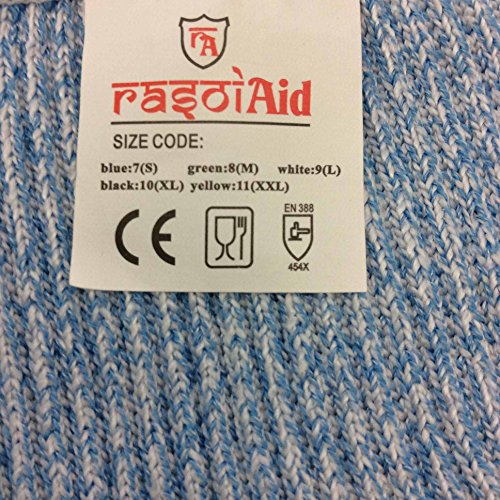 rA
rasoiAid
SIZE CODE:
blue:7(S) green:8(M) white:9(L)
black:10(XL) yellow:11(XXL)
CE
EN 388
454X